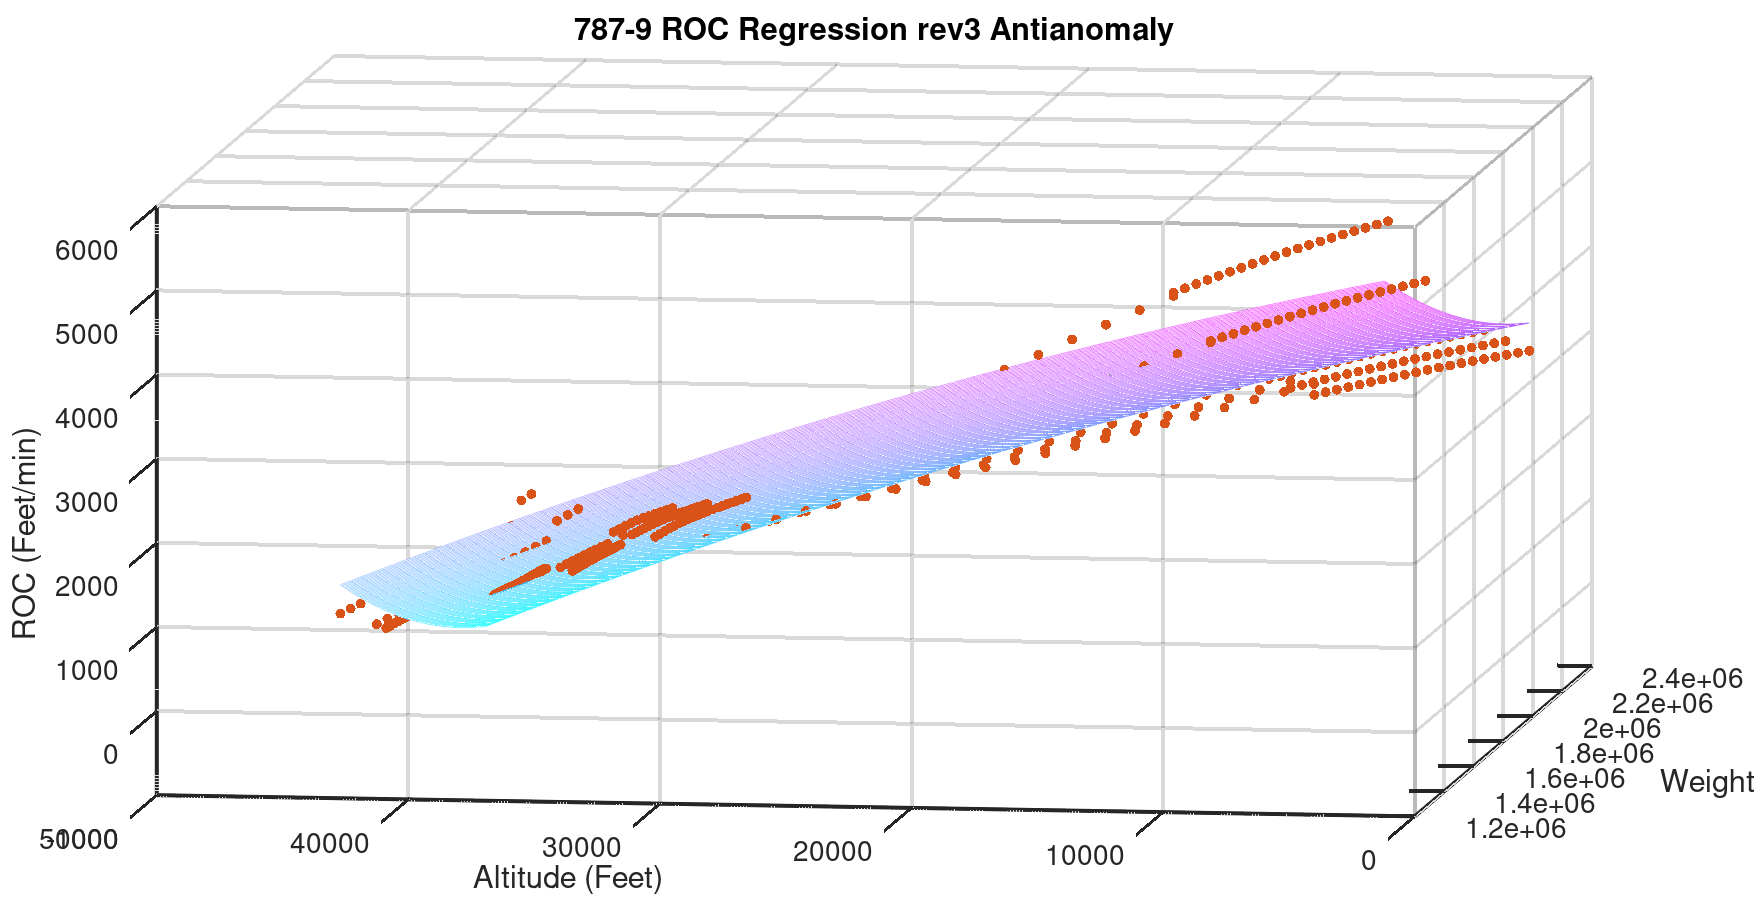 787-9 ROC Regression rev3 Antianomaly
6000
5000
4000
3000
2000
1000
0
-1000
ROC (Feet/min)
50000
40000
30000
20000
10000
0
Altitude (Feet)
2.4e+06
2.2e+06
2e+06
1.8e+06
1.6e+06
1.4e+06
1.2e+06
Weight